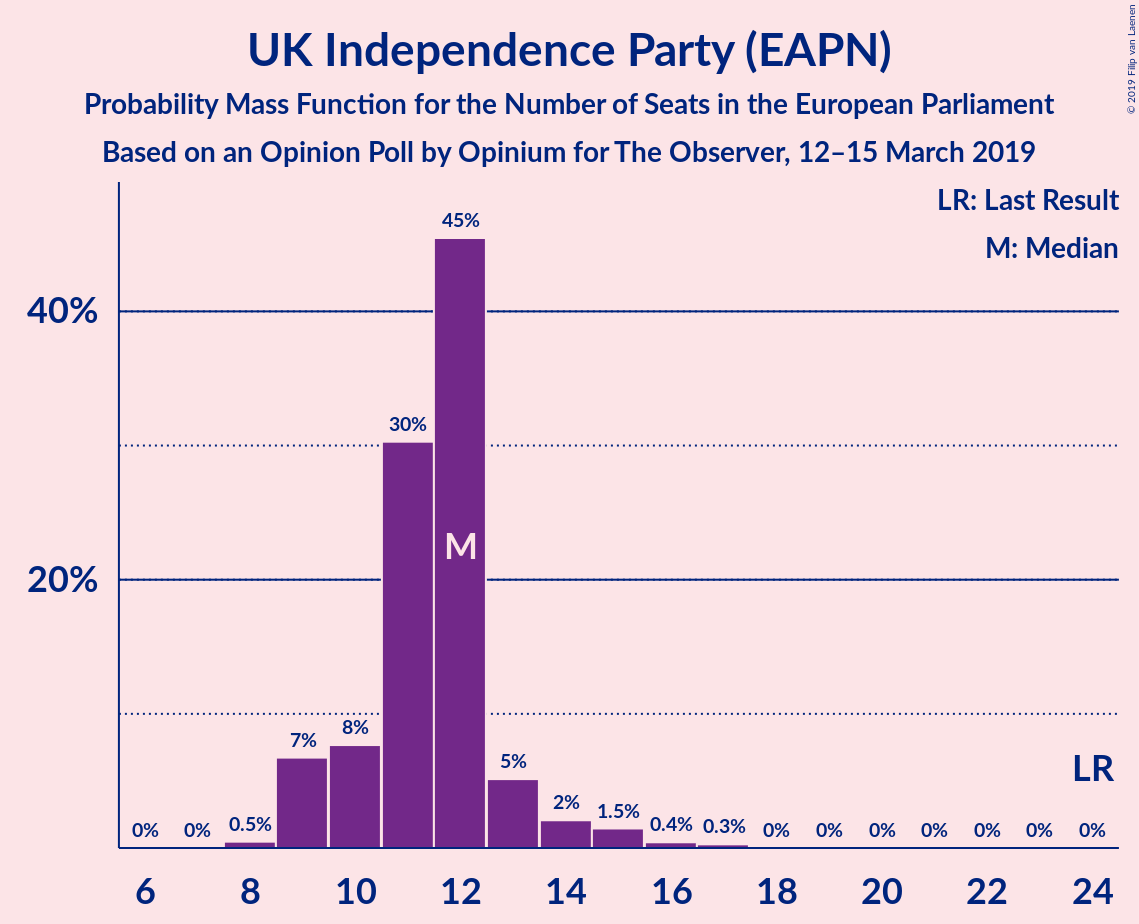 UK Independence Party (EAPN)
Probability Mass Function for the Number of Seats in the European Parliament
Based on an Opinion Poll by Opinium for The Observer, 12–15 March 2019
© 2019 Filip van Laenen
LR: Last Result
M: Median
45%
40%
30%
M
20%
8%
7%
5%
LR
2%
1.5%
0% 0% 0.5% 0.4% 0.3% 0% 0% 0% 0% 0% 0% 0%
6 8 10 12 14 16 18 20 22 24